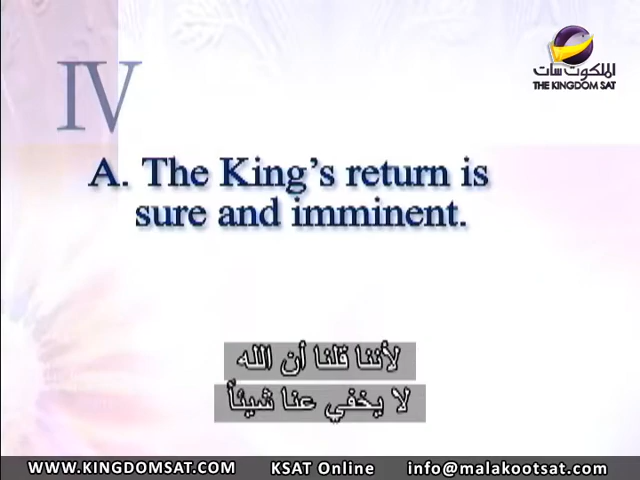 الملكوت سات
THE KINGDOM SAT
IV
A. The King's return is
sure and imminent.
لأننا قلنا أن الله
لا يخفي عنا شيئاً
WWW.KINGDOMSAT.COM KSAT Online info@malakootsat.com